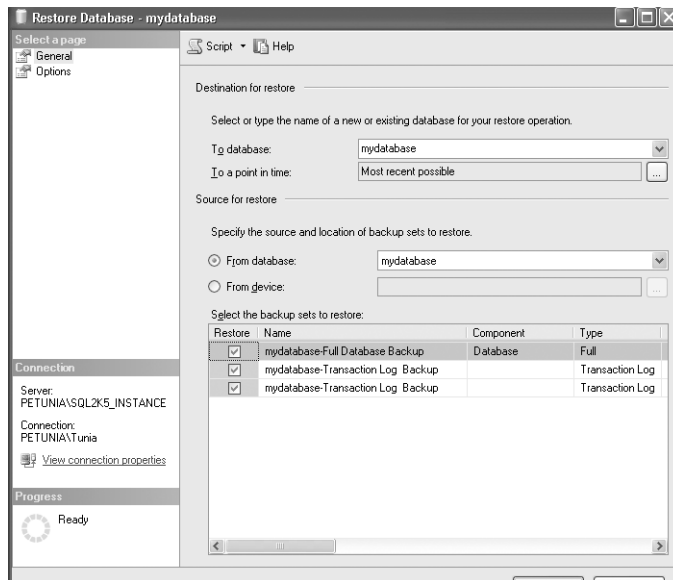 Restore Database - mydatabase
Select a page
General
Options
Script
Help
Destination for restore
Select or type the name of a new or existing database for your restore operation.
To database:
mydatabase
To a point in time:
Most recent possible
...
Source for restore
Specify the source and location of backup sets to restore.
From database:
mydatabase
From device:
...
Select the backup sets to restore:
Restore Name Component Type
mydatabase-Full Database Backup Database Full
mydatabase-Transaction Log Backup Transaction Log
mydatabase-Transaction Log Backup Transaction Log
Connection
Server:
PETUNIA\SQL2K5_INSTANCE
Connection:
PETUNIA\Tunia
View connection properties
Progress
Ready